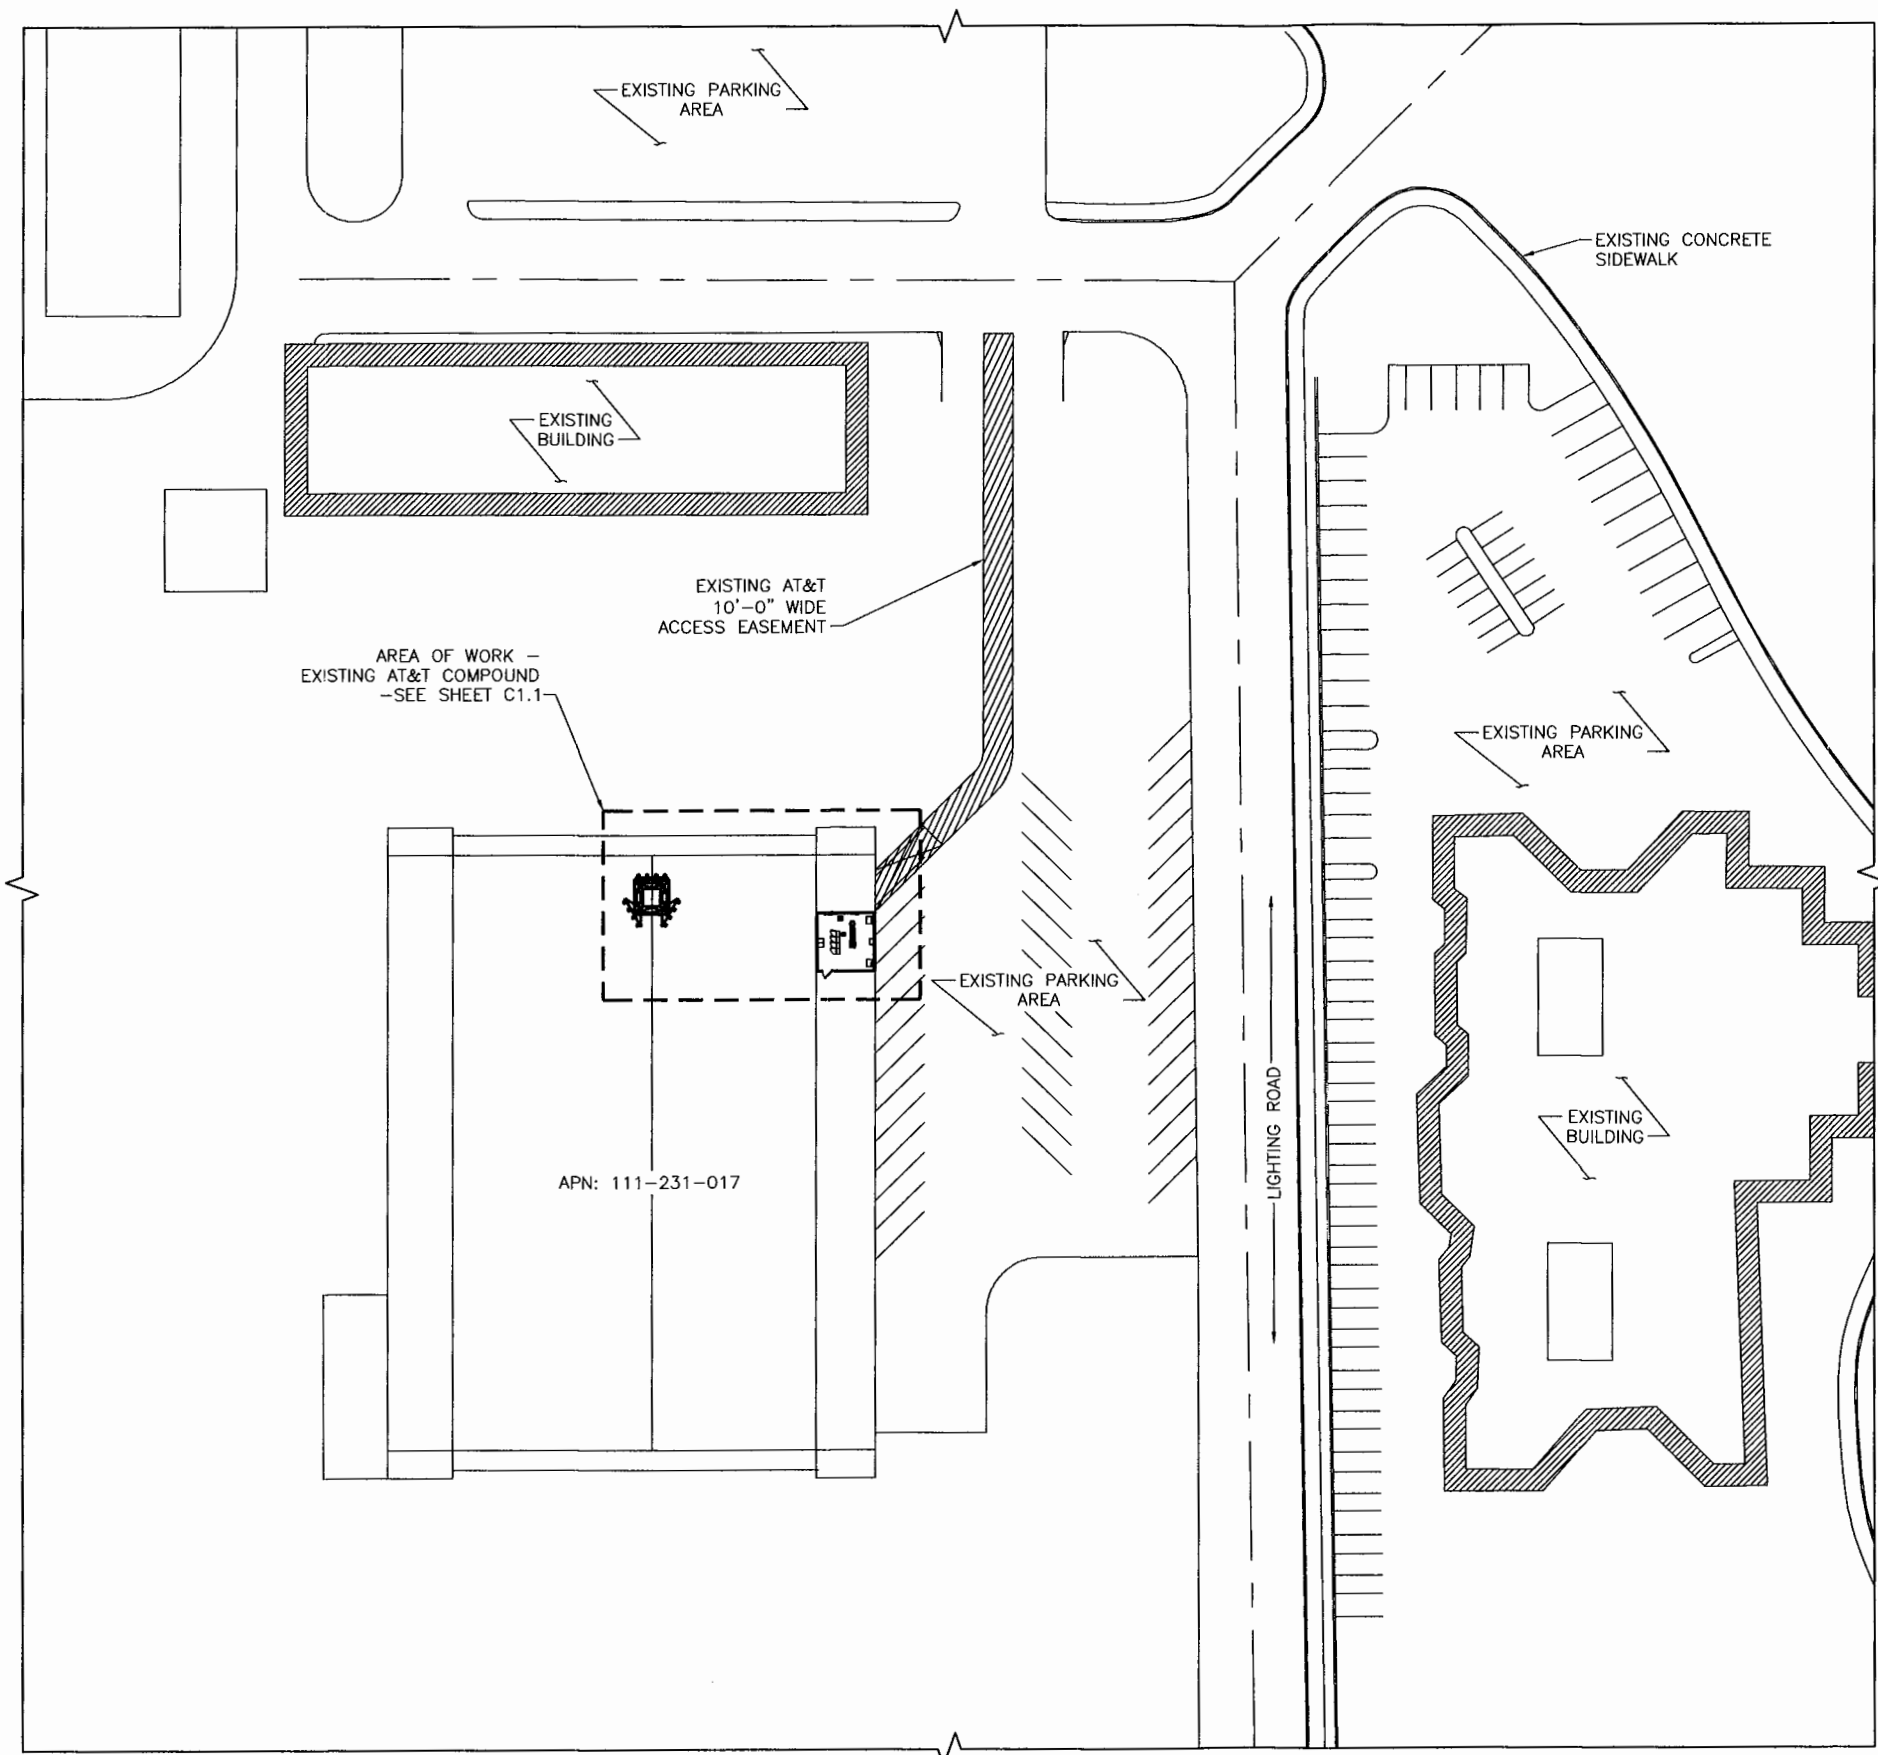 EXISTING PARKING
AREA
EXISTING CONCRETE
SIDEWALK
EXISTING
BUILDING
EXISTING AT&T
10'-0" WIDE
ACCESS EASEMENT
AREA OF WORK -
EXISTING AT&T COMPOUND
-SEE SHEET C1.1
EXISTING PARKING
AREA
EXISTING PARKING
AREA
LIGHTING ROAD
EXISTING
BUILDING
APN: 111-231-017